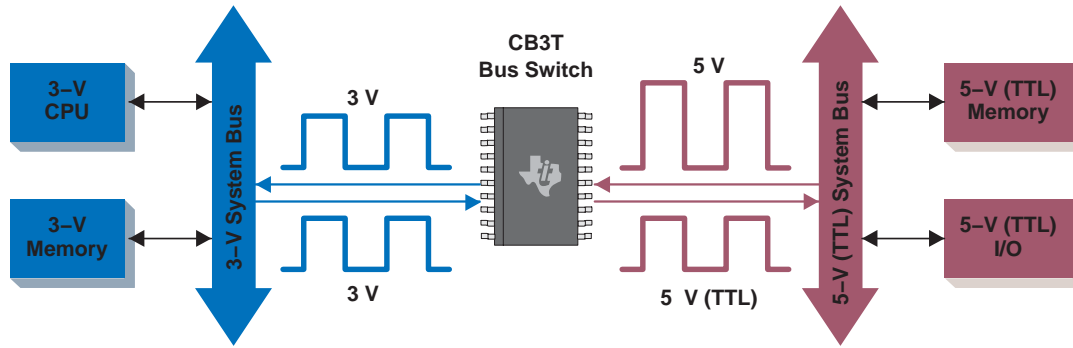 CB3T
Bus Switch
3–V
CPU
3 V
5 V
5–V (TTL)
Memory
3–V System Bus
5–V (TTL) System Bus
3–V
Memory
5–V (TTL)
I/O
3 V
5 V (TTL)